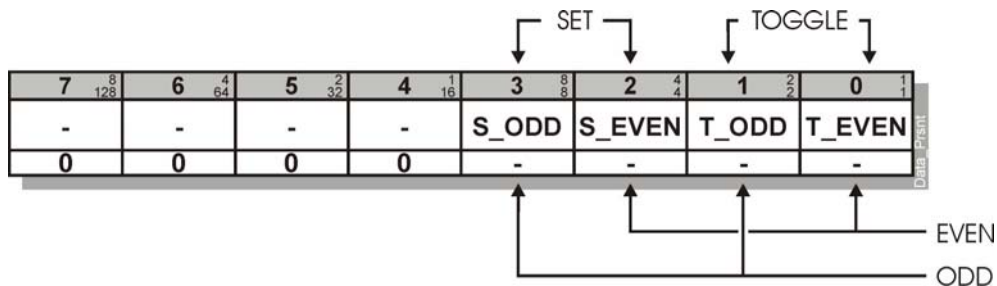 SET TOGGLE
7 8 128 6 4 64 5 2 32 4 1 16 3 8 8 2 4 4 1 2 2 0 1 1
- - - - S_ODD S_EVEN T_ODD T_EVEN
0 0 0 0 - - - -
Data_Prsnt
EVEN
ODD